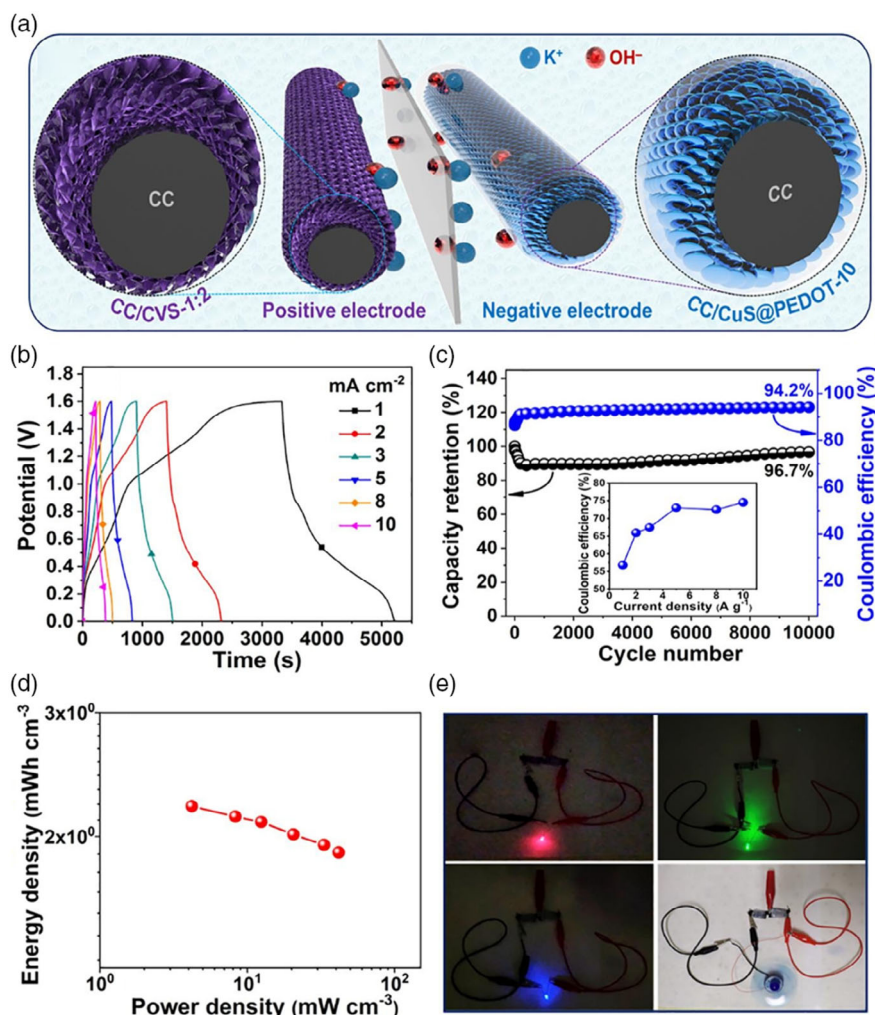 (a)
K⁺ OH⁻
CC
CC
CC/CVS-1:2
Positive electrode
Negative electrode
CC/CuS@PEDOT-10
(b)
Potential (V)
1.8
1.6
1.4
1.2
1.0
0.8
0.6
0.4
0.2
0.0
mA cm⁻²
1
2
3
5
8
10
0 1000 2000 3000 4000 5000
Time (s)
(c)
Capacity retention (%)
140
120
100
80
60
40
20
0
94.2%
96.7%
Coulombic efficiency (%)
80
75
70
65
60
55
50
0 2 4 6 8 10
Current density (A g⁻¹)
0 2000 4000 6000 8000 10000
Cycle number
100
80
60
40
20
0
Coulombic efficiency (%)
(d)
Energy density (mWh cm⁻³)
3x10⁰
2x10⁰
10⁰ 10¹ 10²
Power density (mW cm⁻³)
(e)